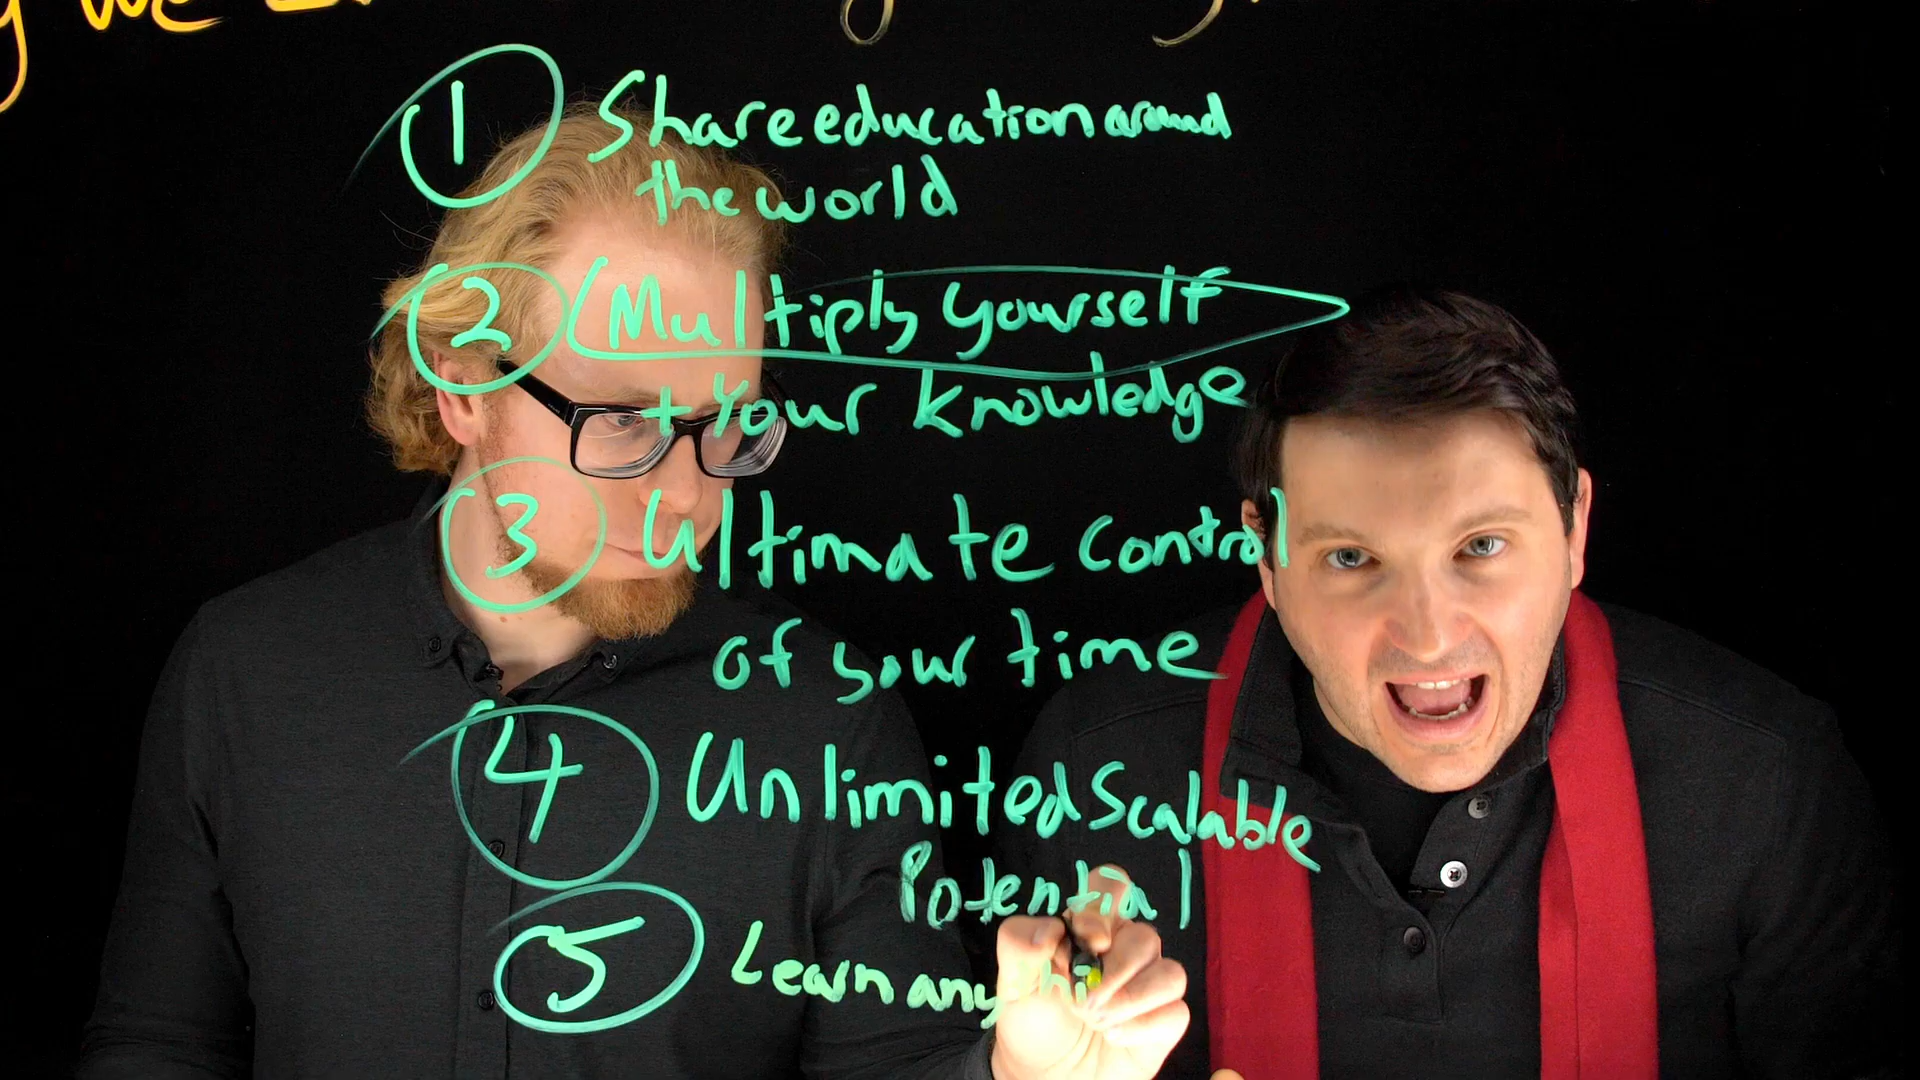 ① Share education around
the world
② Multiply yourself
+ Your knowledge
③ Ultimate control
of your time
④ Unlimited Scalable
Potential
⑤ Learn anythi